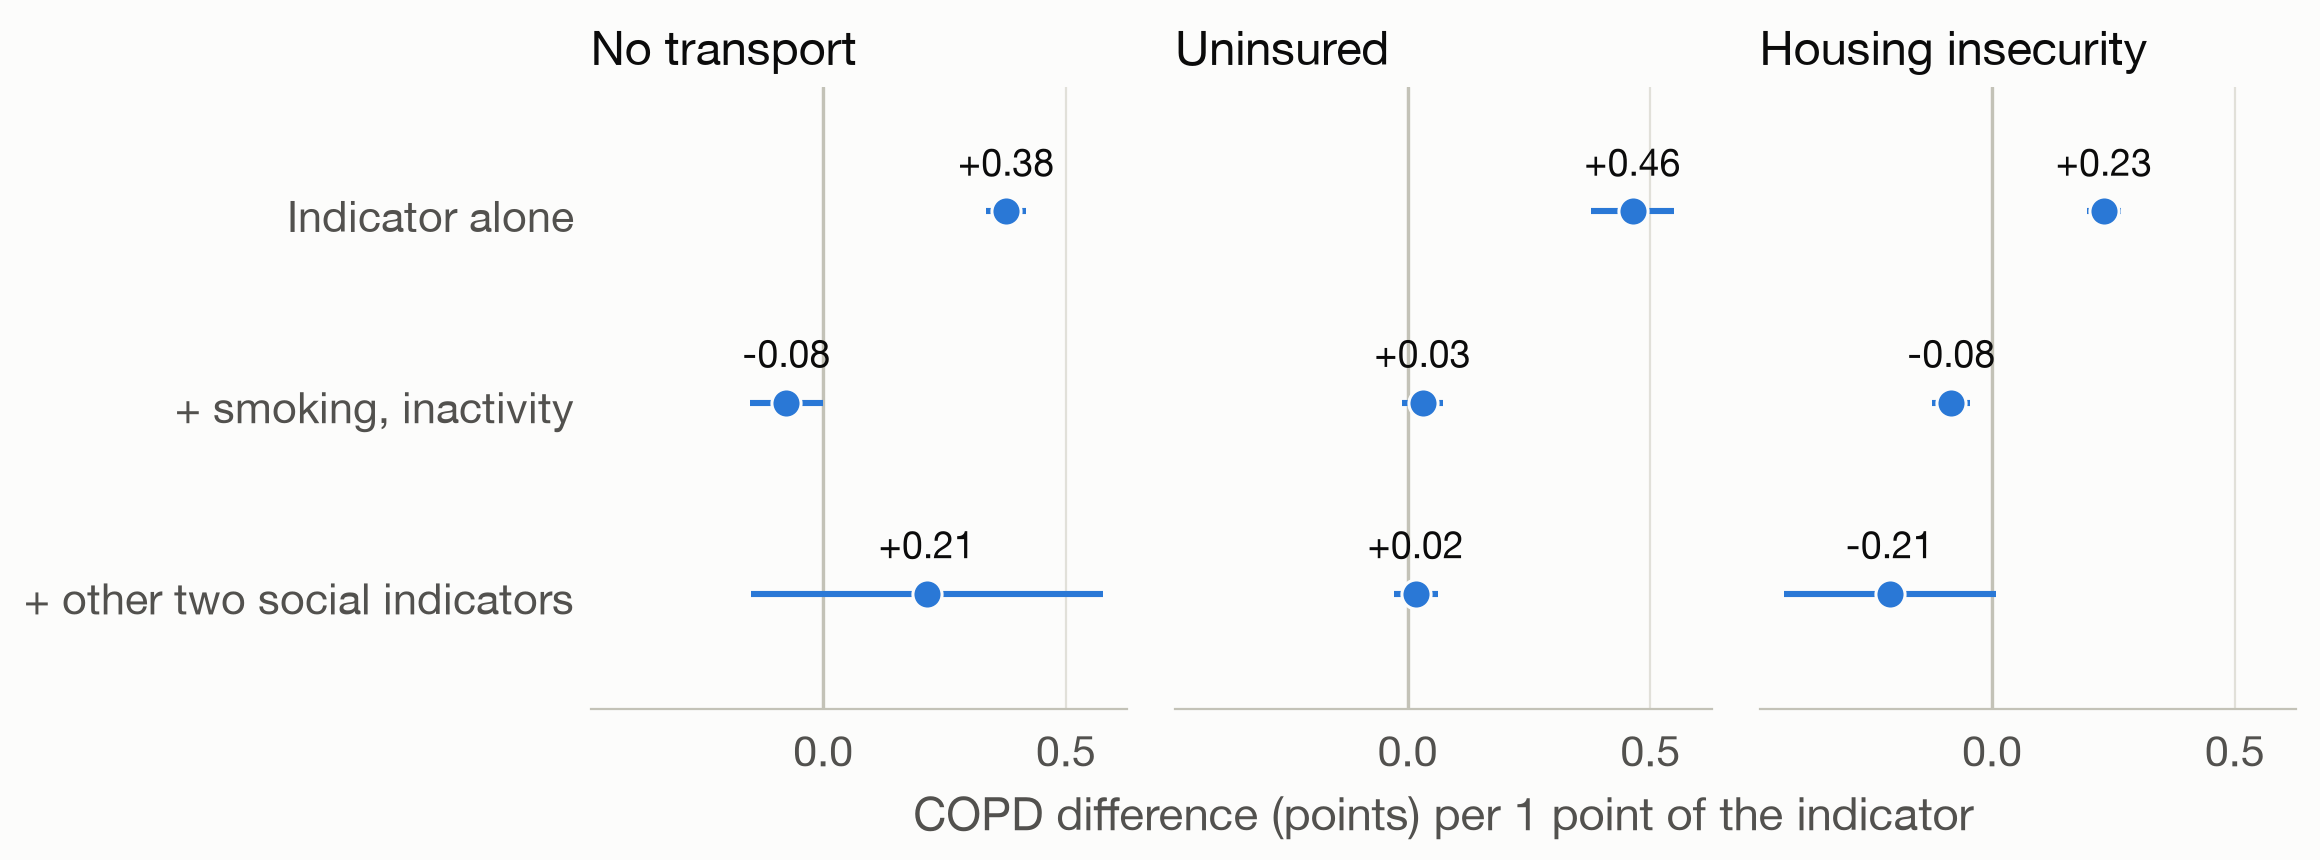 No transport
Uninsured
Housing insecurity
Indicator alone
+0.38
+0.46
+0.23
+ smoking, inactivity
-0.08
+0.03
-0.08
+ other two social indicators
+0.21
+0.02
-0.21
0.0
0.5
0.0
0.5
0.0
0.5
COPD difference (points) per 1 point of the indicator